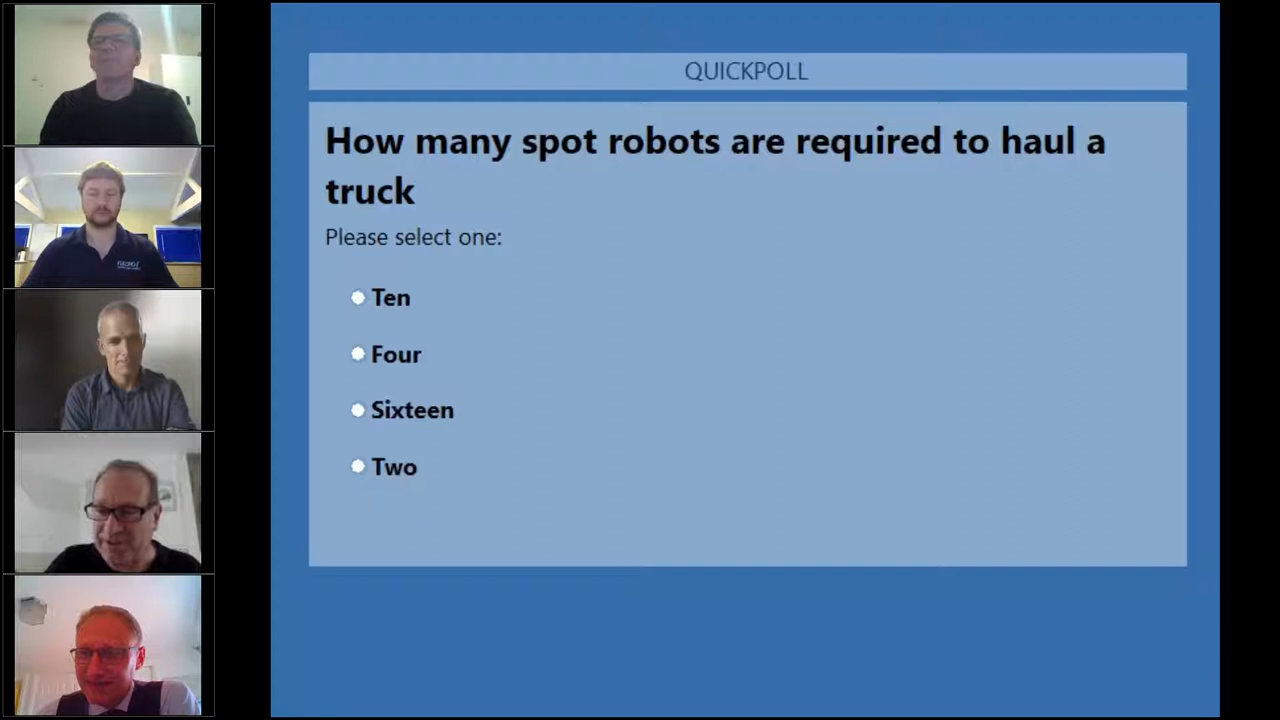 QUICKPOLL
How many spot robots are required to haul a
truck
Please select one:
Ten
Four
Sixteen
Two